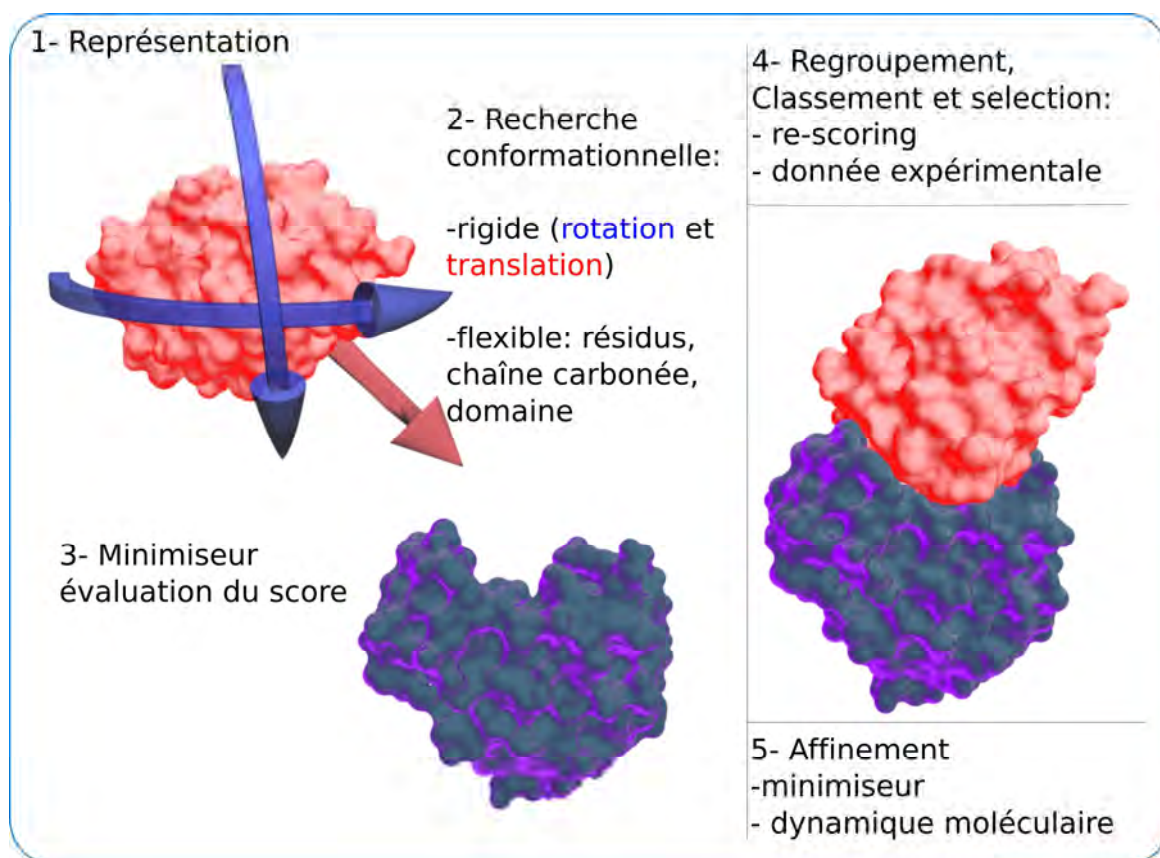 1- Représentation
2- Recherche
conformationnelle:
-rigide (rotation et
translation)
-flexible: résidus,
chaîne carbonée,
domaine
3- Minimiseur
évaluation du score
4- Regroupement,
Classement et selection:
- re-scoring
- donnée expérimentale
5- Affinement
-minimiseur
- dynamique moléculaire